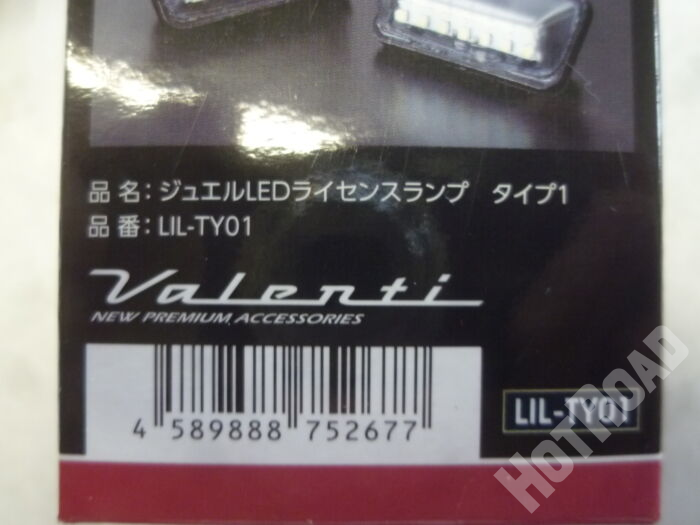 品 名：ジュエルLEDライセンスランプ　タイプ1
品 番：LIL-TY01
Valenti
NEW PREMIUM ACCESSORIES
LIL-TY01
4 589888 752677
HOTROAD